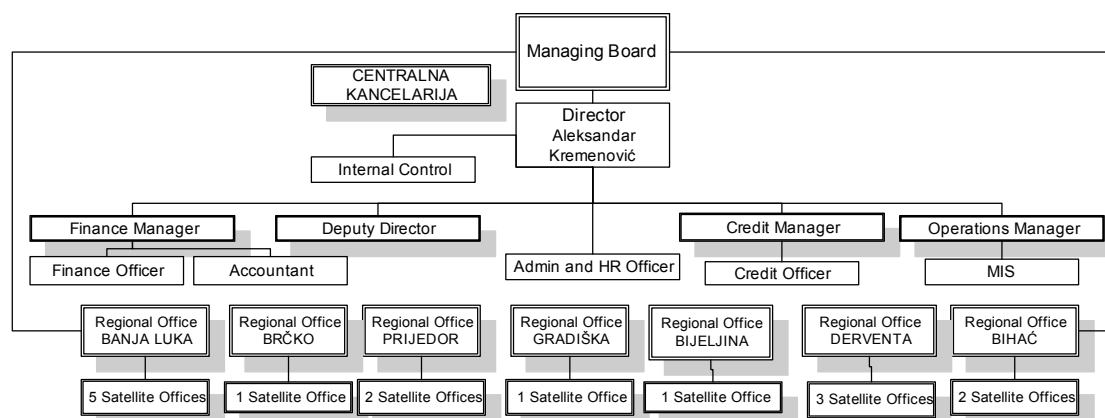 Managing Board
CENTRALNA
KANCELARIJA
Director
Aleksandar
Kremenović
Internal Control
Finance Manager
Deputy Director
Credit Manager
Operations Manager
Finance Officer
Accountant
Admin and HR Officer
Credit Officer
MIS
Regional Office
BANJA LUKA
Regional Office
BRČKO
Regional Office
PRIJEDOR
Regional Office
GRADIŠKA
Regional Office
BIJELJINA
Regional Office
DERVENTA
Regional Office
BIHAĆ
5 Satellite Offices
1 Satellite Office
2 Satellite Offices
1 Satellite Office
1 Satellite Office
3 Satellite Offices
2 Satellite Offices